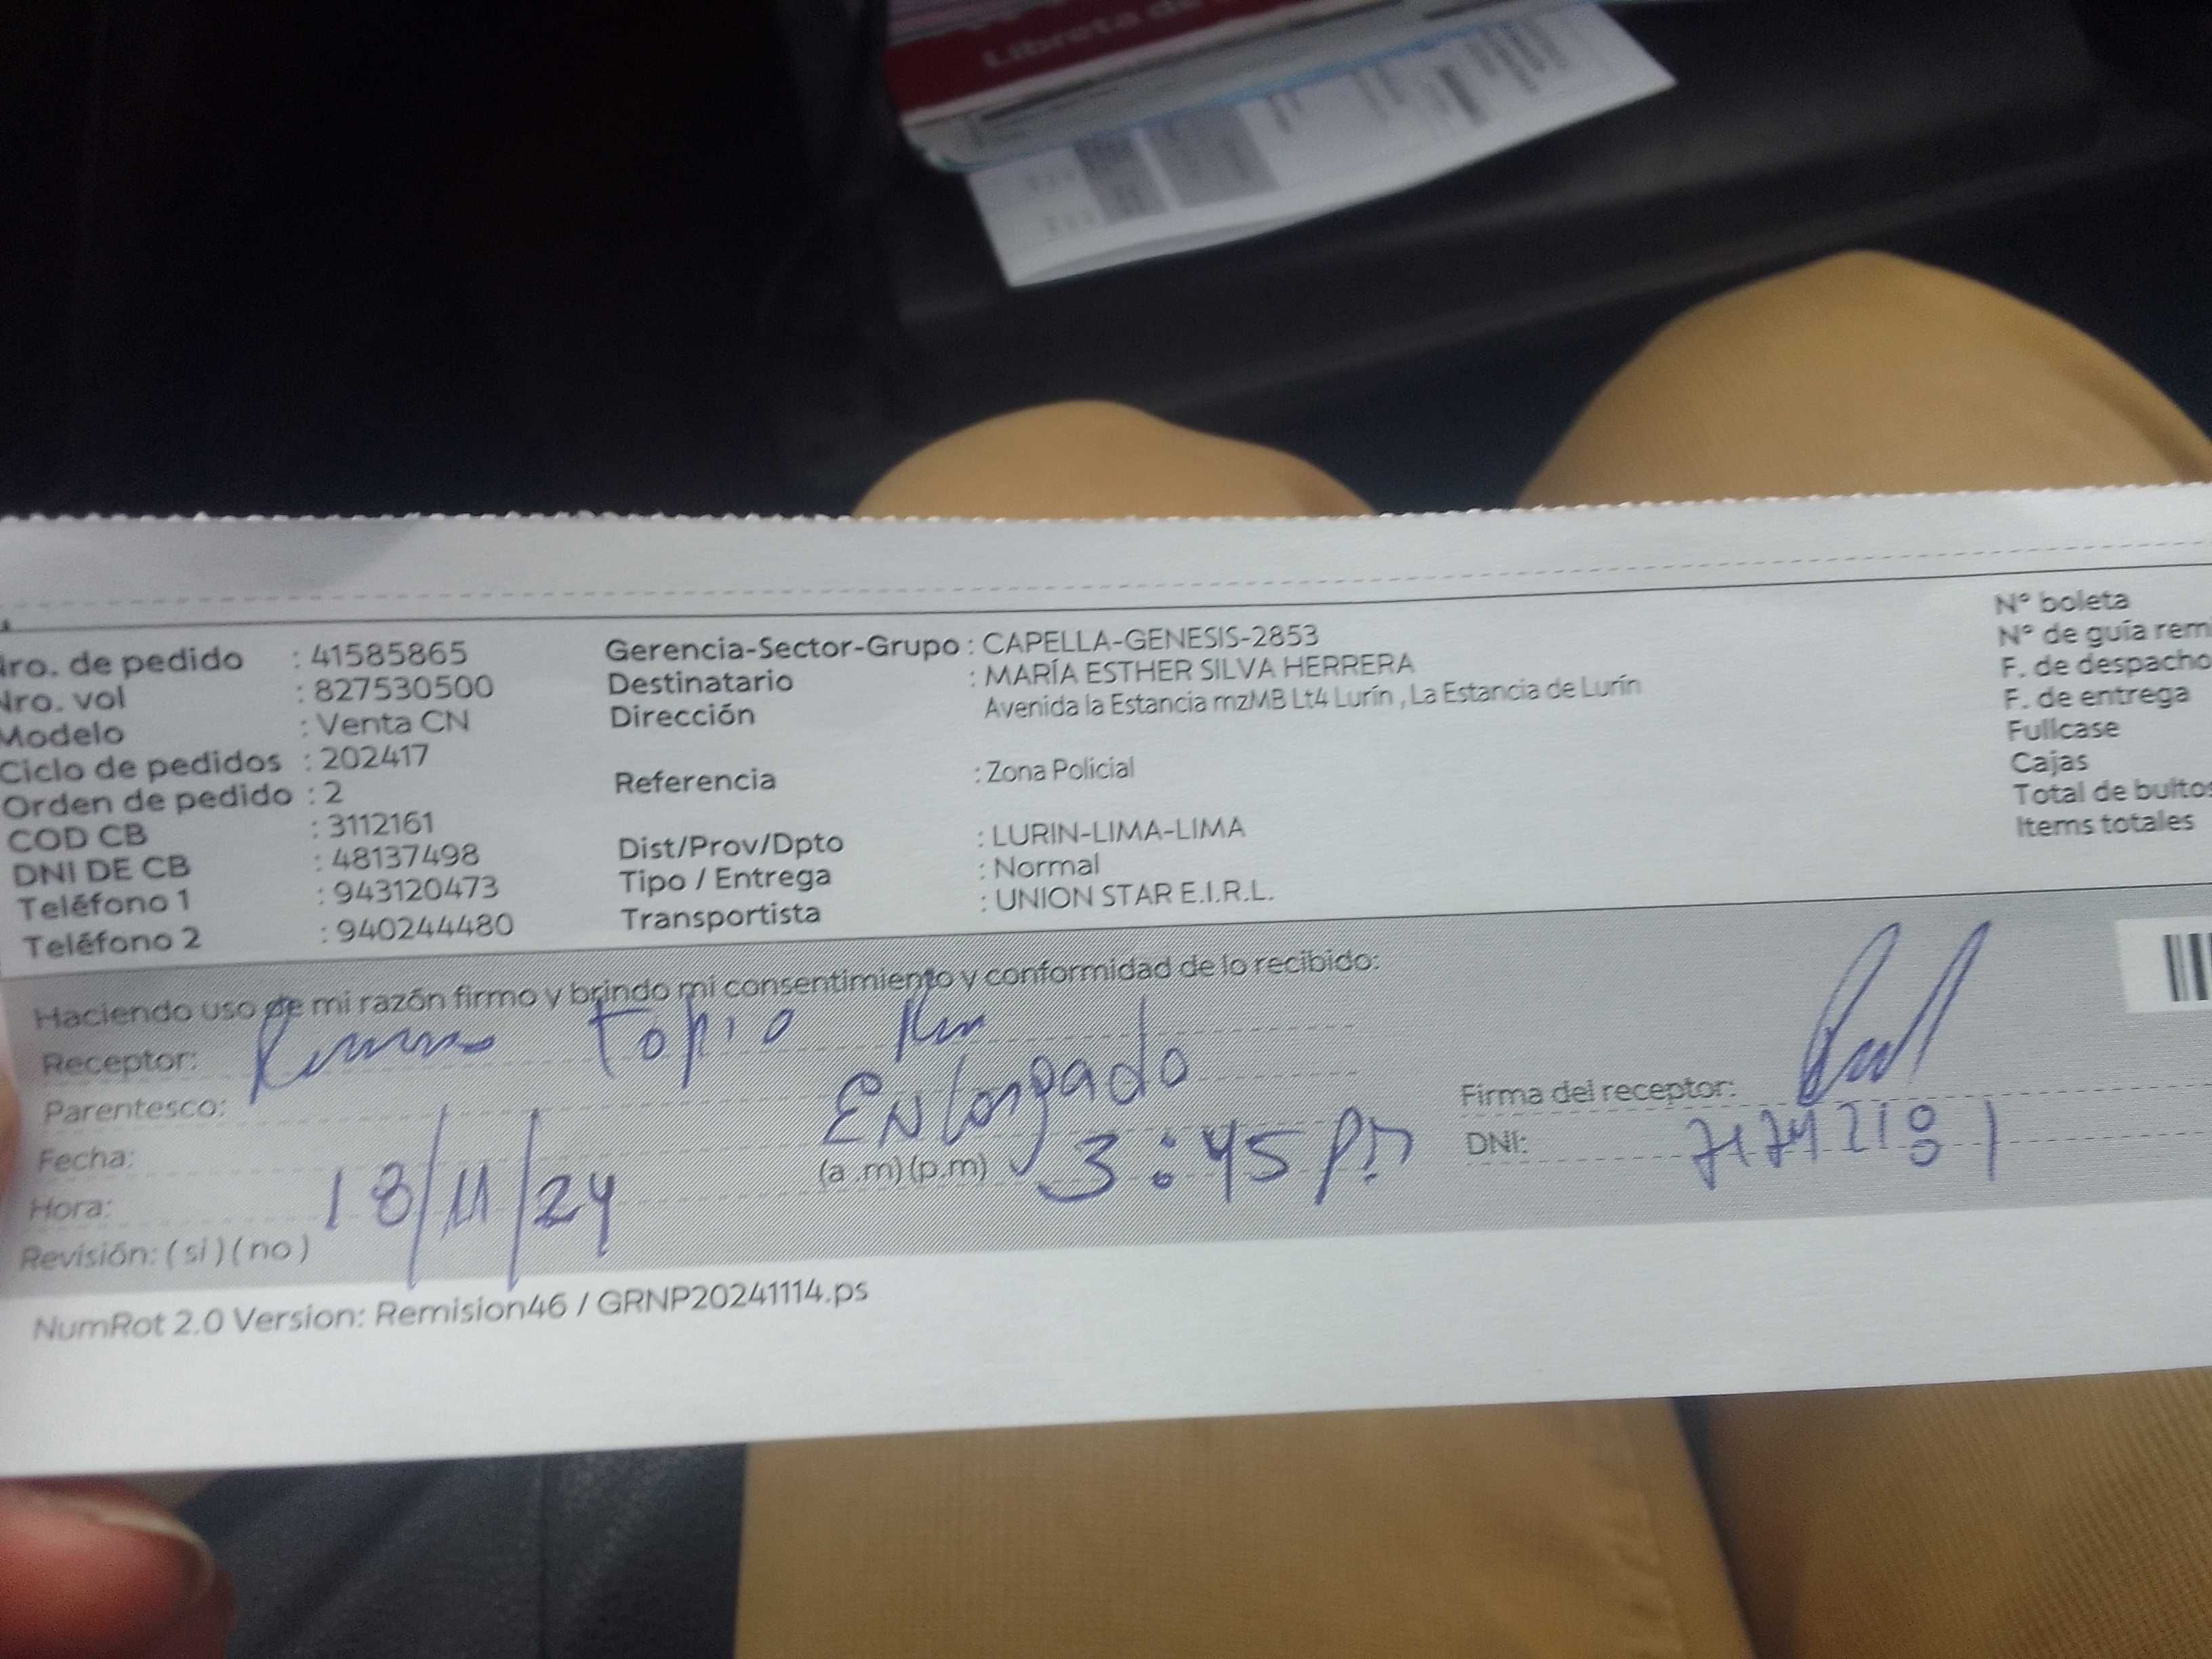 Libreta de
Nro. de pedido : 41585865
Nro. vol : 827530500
Modelo : Venta CN
Ciclo de pedidos : 202417
Orden de pedido : 2
COD CB : 3112161
DNI DE CB : 48137498
Teléfono 1 : 943120473
Teléfono 2 : 940244480
Gerencia-Sector-Grupo : CAPELLA-GENESIS-2853
Destinatario : MARÍA ESTHER SILVA HERRERA
Dirección Avenida la Estancia mzMB Lt4 Lurín , La Estancia de Lurín
Referencia : Zona Policial
Dist/Prov/Dpto : LURIN-LIMA-LIMA
Tipo / Entrega : Normal
Transportista : UNION STAR E.I.R.L.
N° boleta
N° de guía rem
F. de despacho
F. de entrega
Fullcase
Cajas
Total de bultos
Items totales
Haciendo uso de mi razón firmo y brindo mi consentimiento y conformidad de lo recibido:
Receptor:
Parentesco:
Fecha:
Hora: 18/11/24
(a .m)(p.m) 3:45 pm
Revisión: ( si ) ( no )
Firma del receptor:
DNI:
NumRot 2.0 Version: Remision46 / GRNP20241114.ps